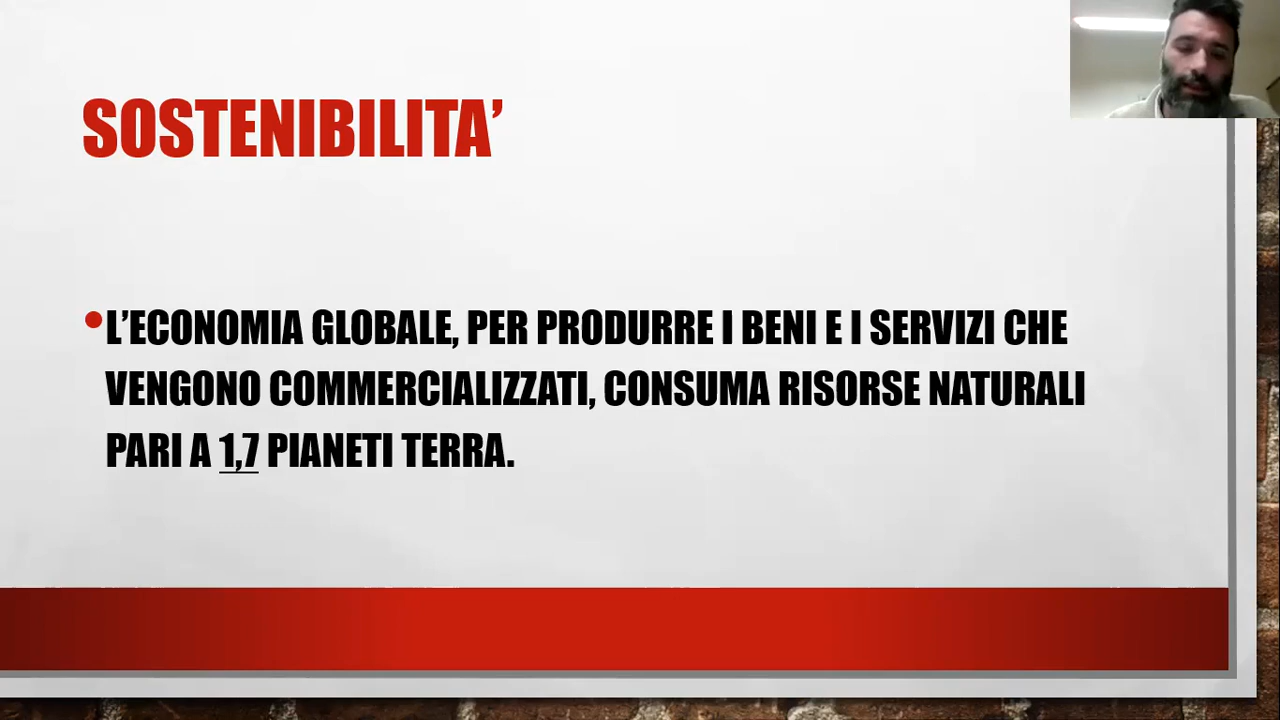 SOSTENIBILITA’
•L’ECONOMIA GLOBALE, PER PRODURRE I BENI E I SERVIZI CHE
VENGONO COMMERCIALIZZATI, CONSUMA RISORSE NATURALI
PARI A 1,7 PIANETI TERRA.